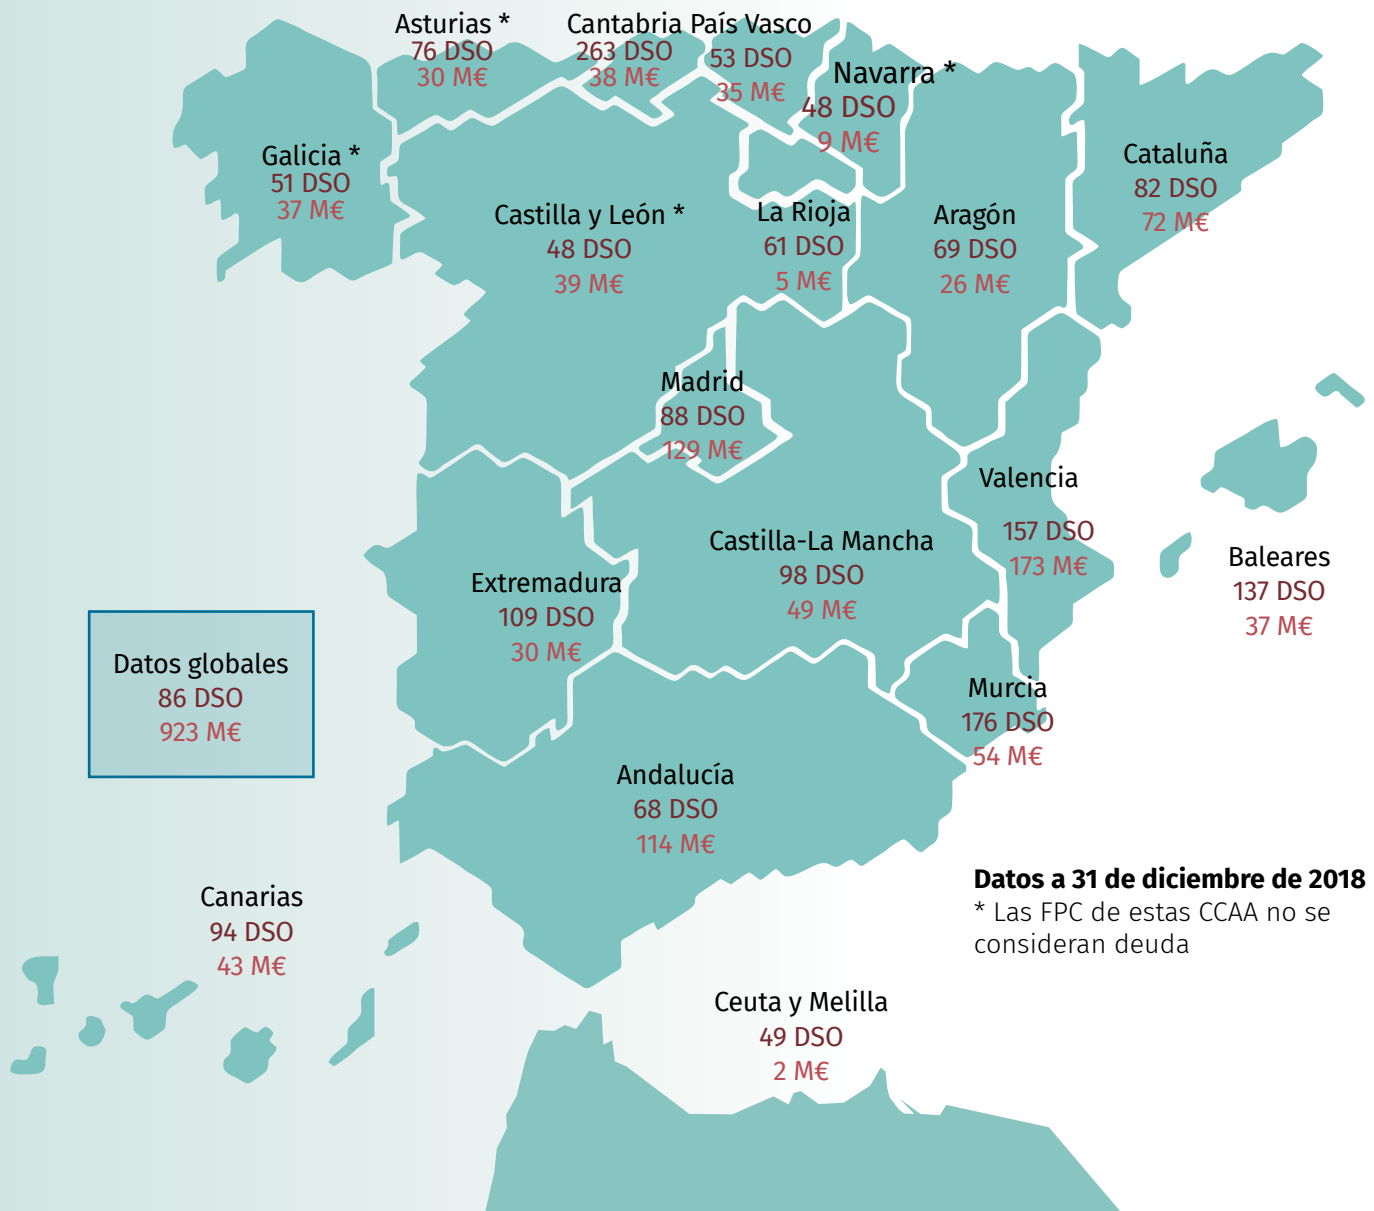 Asturias *
76 DSO
30 M€
Cantabria
263 DSO
38 M€
País Vasco
53 DSO
35 M€
Navarra *
48 DSO
9 M€
Galicia *
51 DSO
37 M€
Castilla y León *
48 DSO
39 M€
La Rioja
61 DSO
5 M€
Aragón
69 DSO
26 M€
Cataluña
82 DSO
72 M€
Madrid
88 DSO
129 M€
Valencia
157 DSO
173 M€
Castilla-La Mancha
98 DSO
49 M€
Baleares
137 DSO
37 M€
Extremadura
109 DSO
30 M€
Datos globales
86 DSO
923 M€
Murcia
176 DSO
54 M€
Andalucía
68 DSO
114 M€
Canarias
94 DSO
43 M€
Datos a 31 de diciembre de 2018
* Las FPC de estas CCAA no se
consideran deuda
Ceuta y Melilla
49 DSO
2 M€